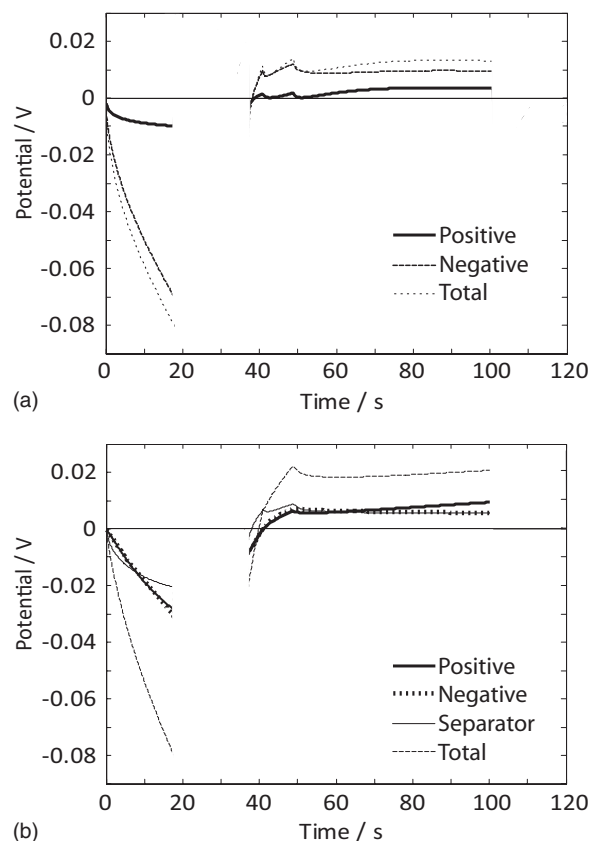 0.02
0
-0.02
-0.04
-0.06
-0.08
Potential / V
Positive
Negative
Total
0 20 40 60 80 100 120
Time / s
(a)
0.02
0
-0.02
-0.04
-0.06
-0.08
Potential / V
Positive
Negative
Separator
Total
0 20 40 60 80 100 120
Time / s
(b)